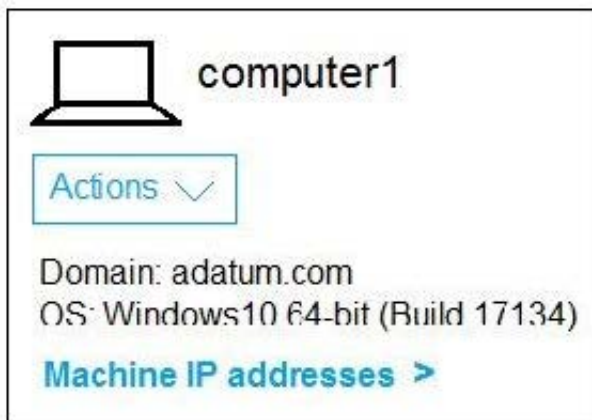 computer1
Actions
Domain: adatum.com
OS: Windows10 64-bit (Build 17134)
Machine IP addresses >